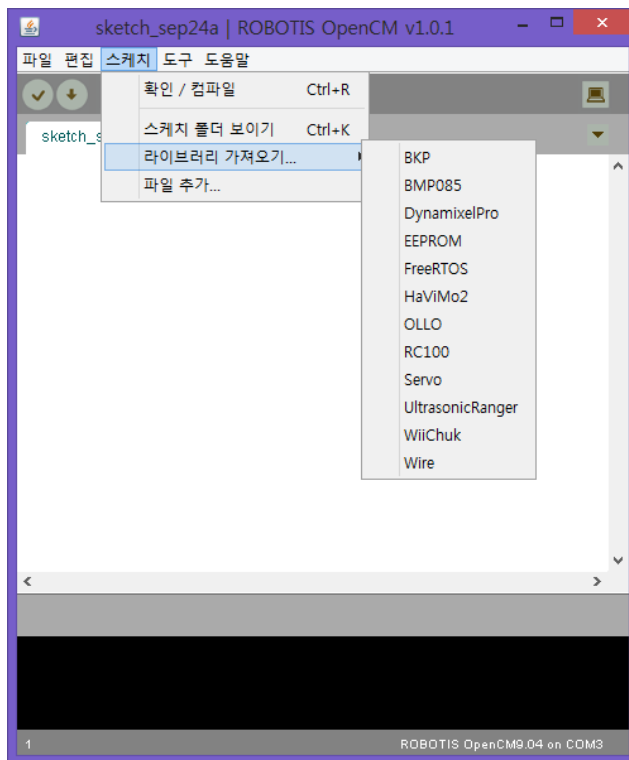 sketch_sep24a | ROBOTIS OpenCM v1.0.1
파일 편집 스케치 도구 도움말
확인 / 컴파일 Ctrl+R
스케치 폴더 보이기 Ctrl+K
sketch_s
라이브러리 가져오기...
파일 추가...
BKP
BMP085
DynamixelPro
EEPROM
FreeRTOS
HaViMo2
OLLO
RC100
Servo
UltrasonicRanger
WiiChuk
Wire
1 ROBOTIS OpenCM9.04 on COM3